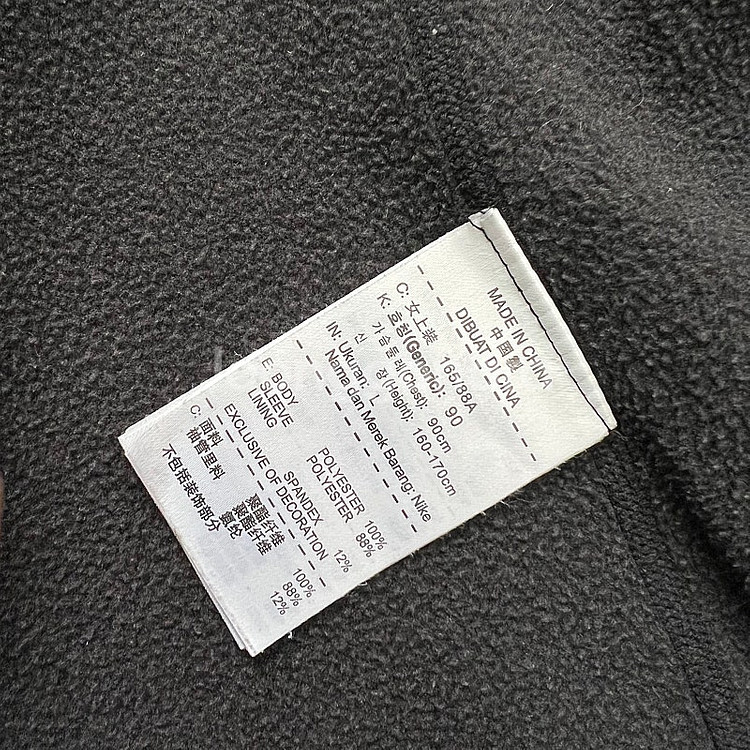 MADE IN CHINA
中國製
DIBUAT DI CINA
C: 女上装 165/88A
K: 호칭(Generic): 90
가슴둘레(Chest): 90cm
신 장(Height): 160-170cm
IN: Ukuran: L
Nama dan Merek Barang: Nike
E: BODY POLYESTER 100%
SLEEVE POLYESTER 88%
LINING SPANDEX 12%
EXCLUSIVE OF DECORATION
C: 面料 聚酯纤维 100%
袖管里料 聚酯纤维 88%
氨纶 12%
不包括装饰部分